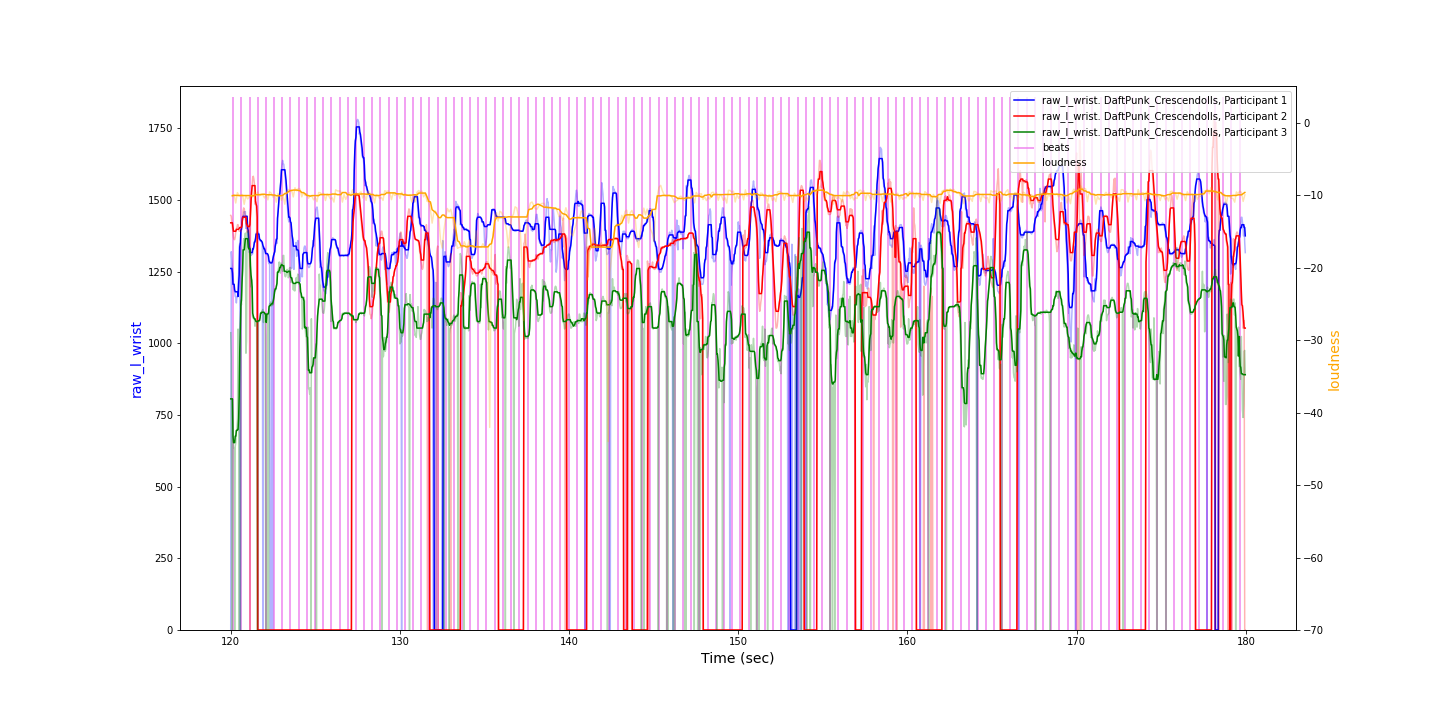 raw_l_wrist. DaftPunk_Crescendolls, Participant 1
raw_l_wrist. DaftPunk_Crescendolls, Participant 2
raw_l_wrist. DaftPunk_Crescendolls, Participant 3
beats
loudness
1750
1500
1250
1000
750
500
250
0
raw_l_wrist
0
−10
−20
−30
−40
−50
−60
−70
loudness
120
130
140
150
160
170
180
Time (sec)